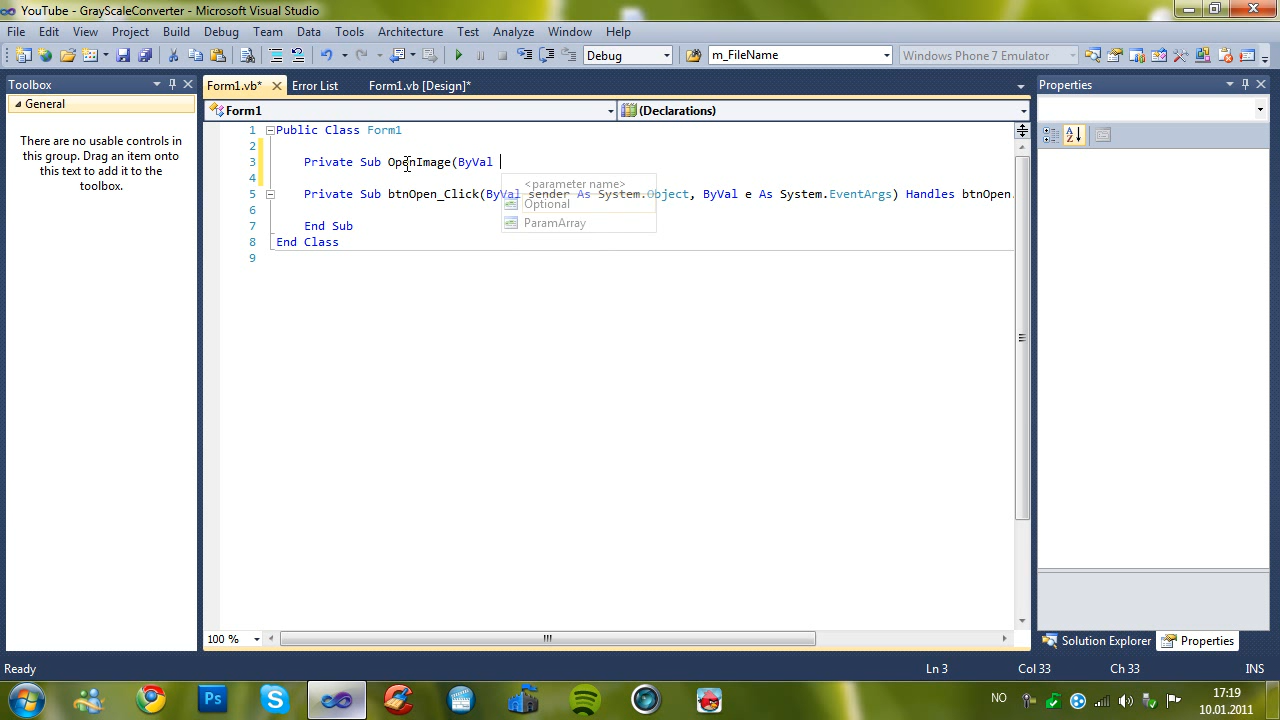 YouTube - GrayScaleConverter - Microsoft Visual Studio
File Edit View Project Build Debug Team Data Tools Architecture Test Analyze Window Help
Debug m_FileName Windows Phone 7 Emulator
Toolbox
General
There are no usable controls in
this group. Drag an item onto
this text to add it to the
toolbox.
Form1.vb* Error List Form1.vb [Design]*
Form1 (Declarations)
1 Public Class Form1
2
3 Private Sub OpenImage(ByVal
4
<parameter name>
5 Private Sub btnOpen_Click(ByVal sender As System.Object, ByVal e As System.EventArgs) Handles btnOpen.
Optional
6
ParamArray
7 End Sub
8 End Class
9
100 %
Properties
Solution Explorer Properties
Ready Ln 3 Col 33 Ch 33 INS
Ps NO 17:19
10.01.2011